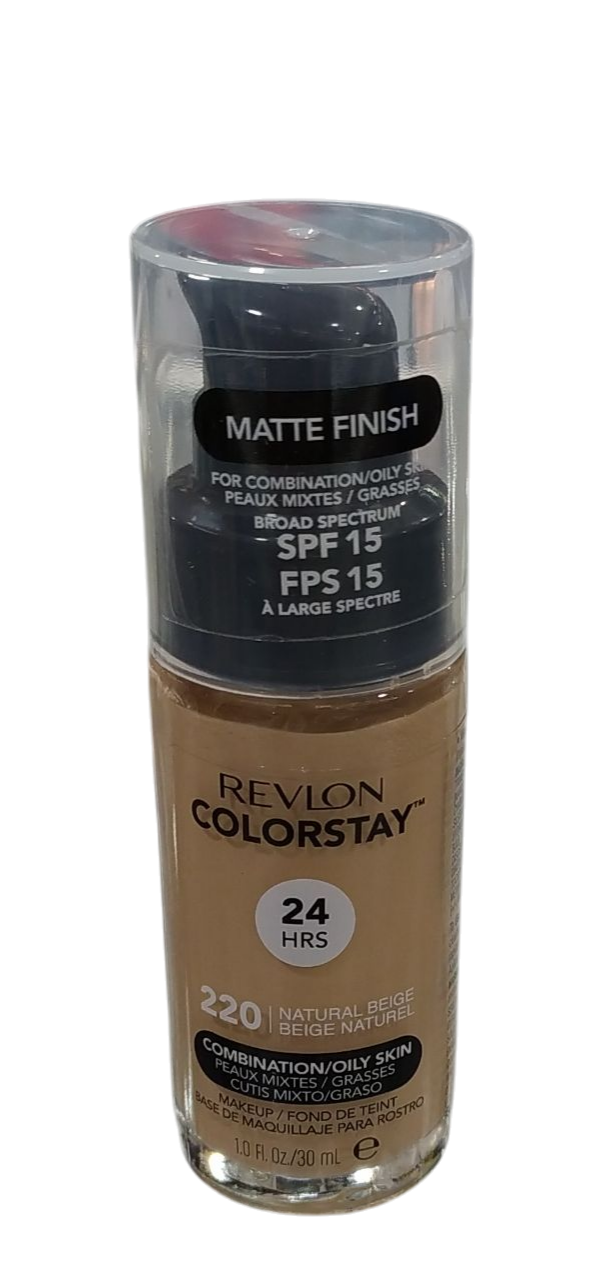 MATTE FINISH
FOR COMBINATION/OILY
PEAUX MIXTES / GRASSES
BROAD SPECTRUM
SPF 15
FPS 15
À LARGE SPECTRE
REVLON
COLORSTAY™
24
HRS
220 | NATURAL BEIGE
BEIGE NATUREL
COMBINATION/OILY SKIN
PEAUX MIXTES / GRASSES
CUTIS MIXTO/GRASO
MAKEUP / FOND DE TEINT
BASE DE MAQUILLAJE PARA ROSTRO
1.0 Fl. Oz./30 mL ℮